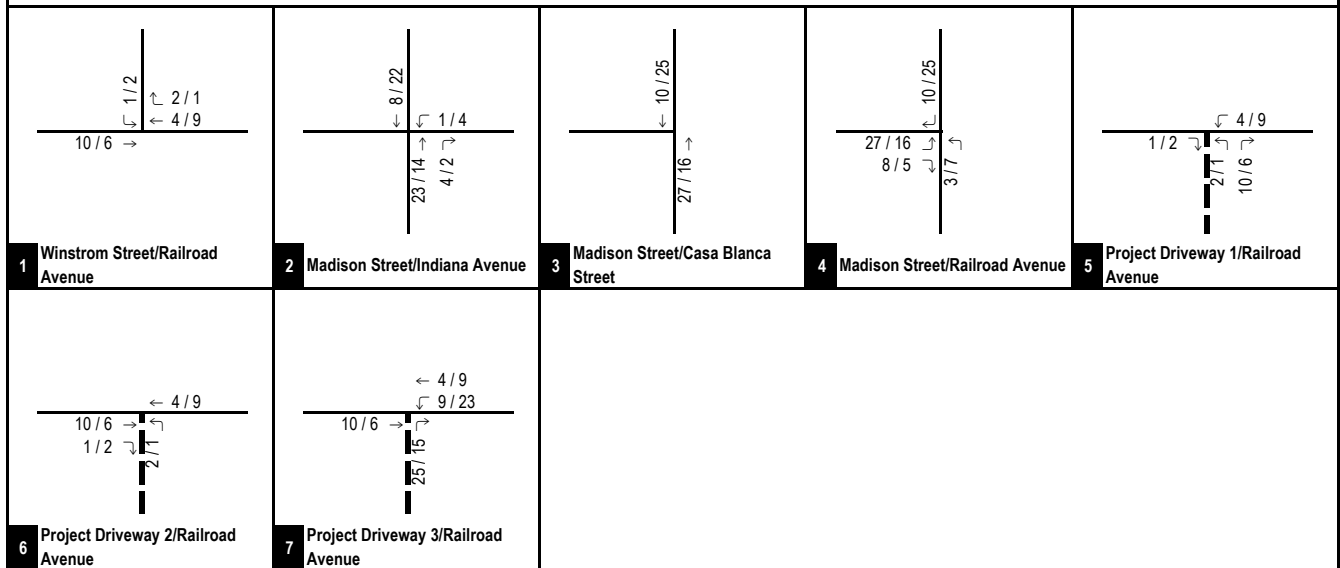 1 / 2
2 / 1
4 / 9
10 / 6
1 Winstrom Street/Railroad
Avenue
8 / 22
1 / 4
23 / 14
4 / 2
2 Madison Street/Indiana Avenue
10 / 25
27 / 16
3 Madison Street/Casa Blanca
Street
10 / 25
27 / 16
8 / 5
3 / 7
4 Madison Street/Railroad Avenue
4 / 9
1 / 2
2 / 1
10 / 6
5 Project Driveway 1/Railroad
Avenue
4 / 9
10 / 6
1 / 2
2 / 1
6 Project Driveway 2/Railroad
Avenue
4 / 9
9 / 23
10 / 6
25 / 15
7 Project Driveway 3/Railroad
Avenue